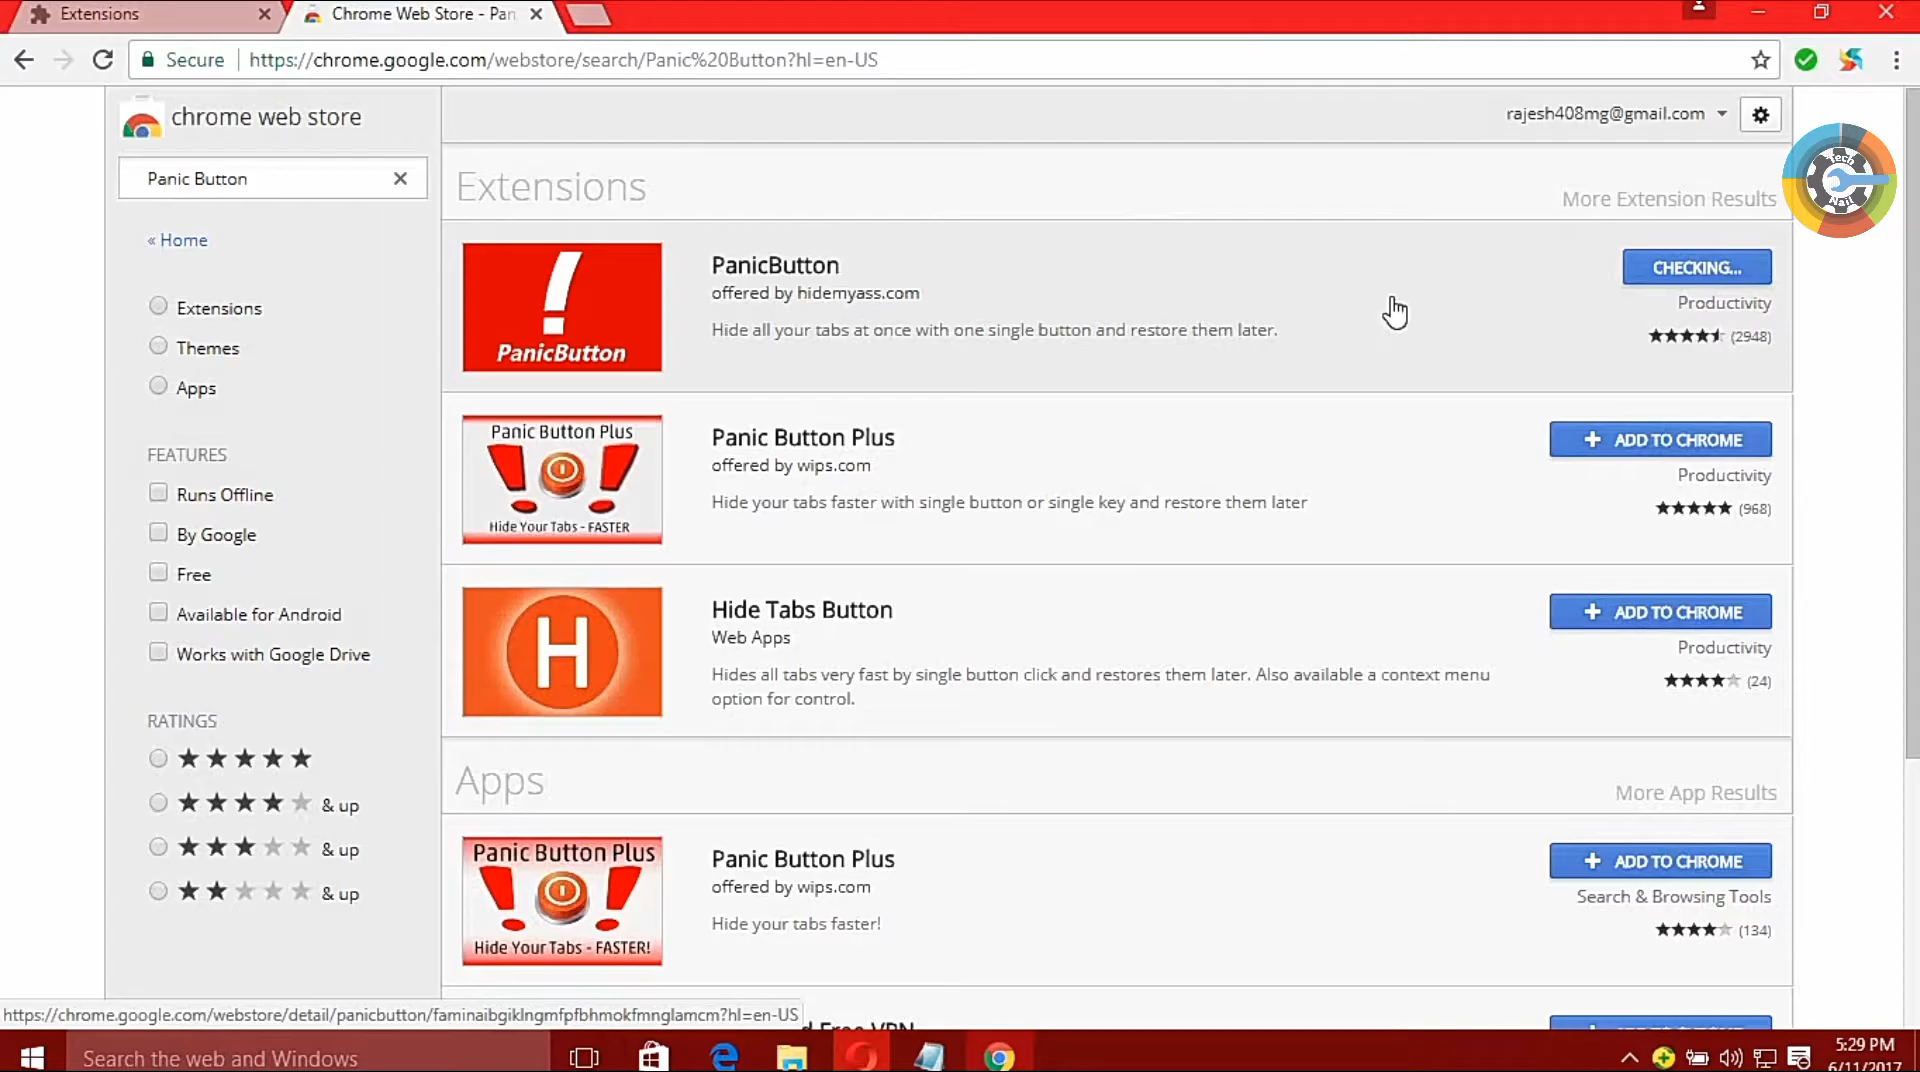 Extensions
Chrome Web Store - Pan
Secure
https://chrome.google.com/webstore/search/Panic%20Button?hl=en-US
chrome web store
rajesh408mg@gmail.com
Tech
Nail
Panic Button
Extensions
More Extension Results
« Home
Extensions
Themes
Apps
FEATURES
Runs Offline
By Google
Free
Available for Android
Works with Google Drive
RATINGS
& up
& up
& up
PanicButton
PanicButton
offered by hidemyass.com
Hide all your tabs at once with one single button and restore them later.
CHECKING...
Productivity
(2948)
Panic Button Plus
Hide Your Tabs - FASTER
Panic Button Plus
offered by wips.com
Hide your tabs faster with single button or single key and restore them later
ADD TO CHROME
Productivity
(968)
H
Hide Tabs Button
Web Apps
Hides all tabs very fast by single button click and restores them later. Also available a context menu
option for control.
ADD TO CHROME
Productivity
(24)
Apps
More App Results
Panic Button Plus
Hide Your Tabs - FASTER!
Panic Button Plus
offered by wips.com
Hide your tabs faster!
ADD TO CHROME
Search & Browsing Tools
(134)
https://chrome.google.com/webstore/detail/panicbutton/faminaibgiklngmfpfbhmokfmnglamcm?hl=en-US
Free VPN
Search the web and Windows
5:29 PM
6/11/2017